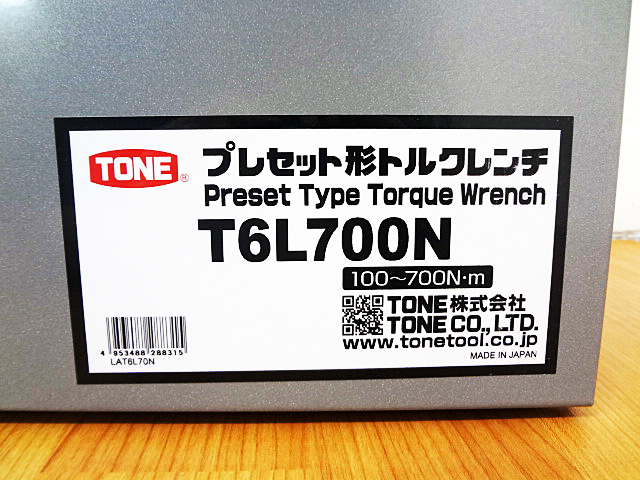 TONE®
プレセット形トルクレンチ
Preset Type Torque Wrench
T6L700N
100～700N·m
TONE株式会社
TONE CO., LTD.
www.tonetool.co.jp
MADE IN JAPAN
4 953488 288315
LAT6L70N